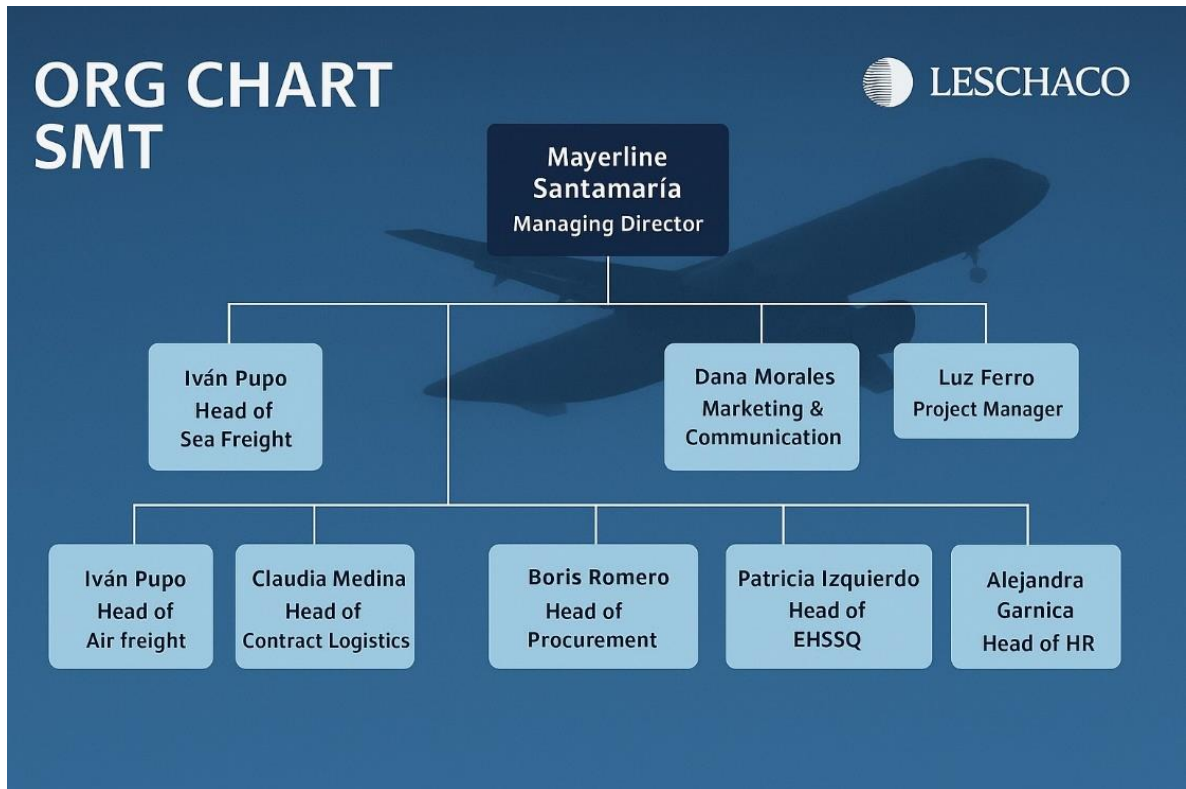 ORG CHART
SMT
LESCHACO
Mayerline
Santamaría
Managing Director
Iván Pupo
Head of
Sea Freight
Dana Morales
Marketing &
Communication
Luz Ferro
Project Manager
Iván Pupo
Head of
Air freight
Claudia Medina
Head of
Contract Logistics
Boris Romero
Head of
Procurement
Patricia Izquierdo
Head of
EHSSQ
Alejandra
Garnica
Head of HR